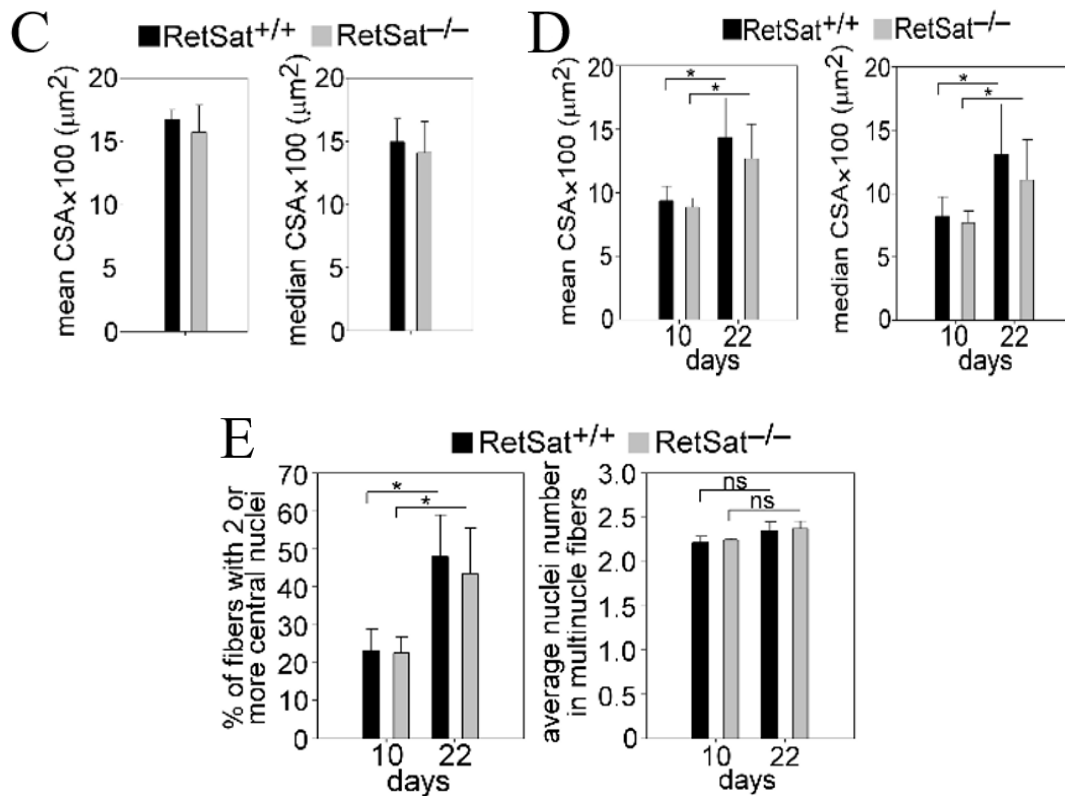 C
RetSat+/+ RetSat−/−
mean CSA×100 (μm²)
20
15
10
5
0
median CSA×100 (μm²)
20
15
10
5
0
D
RetSat+/+ RetSat−/−
mean CSA×100 (μm²)
20
15
10
5
0
*
*
10 22
days
median CSA×100 (μm²)
20
15
10
5
0
*
*
10 22
days
E
RetSat+/+ RetSat−/−
% of fibers with 2 or
more central nuclei
70
60
50
40
30
20
10
0
*
*
10 22
days
average nuclei number
in multinucle fibers
3.0
2.5
2.0
1.5
1.0
0.5
0
ns
ns
10 22
days